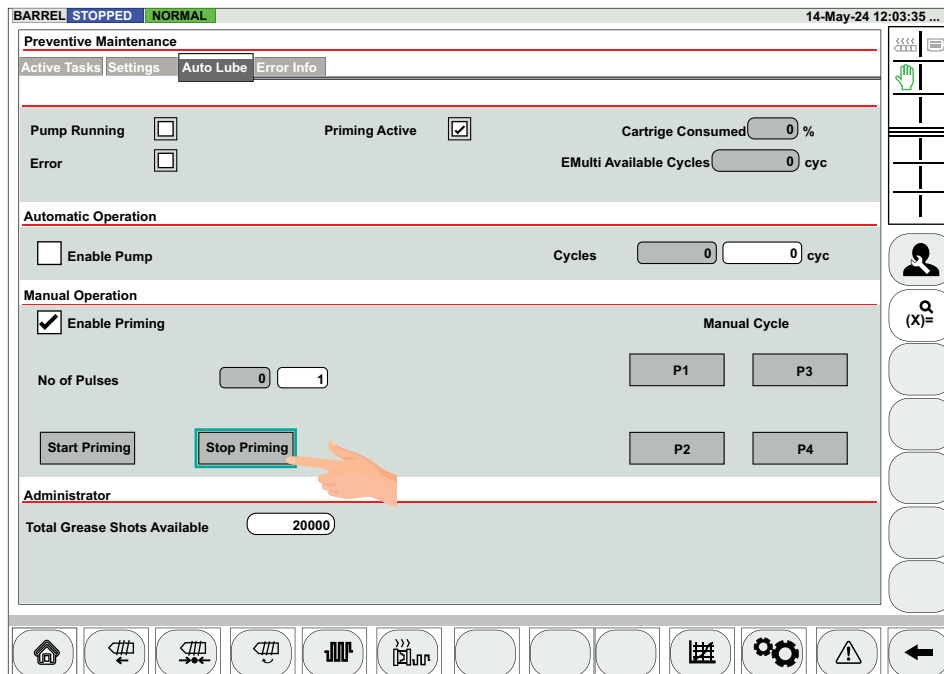 BARREL STOPPED NORMAL 14-May-24 12:03:35 ...
Preventive Maintenance
Active Tasks Settings Auto Lube Error Info
Pump Running Priming Active Cartrige Consumed 0 %
Error EMulti Available Cycles 0 cyc
Automatic Operation
Enable Pump Cycles 0 0 cyc
Manual Operation
Enable Priming Manual Cycle
(X)=
No of Pulses 0 1 P1 P3
Start Priming Stop Priming P2 P4
Administrator
Total Grease Shots Available 20000